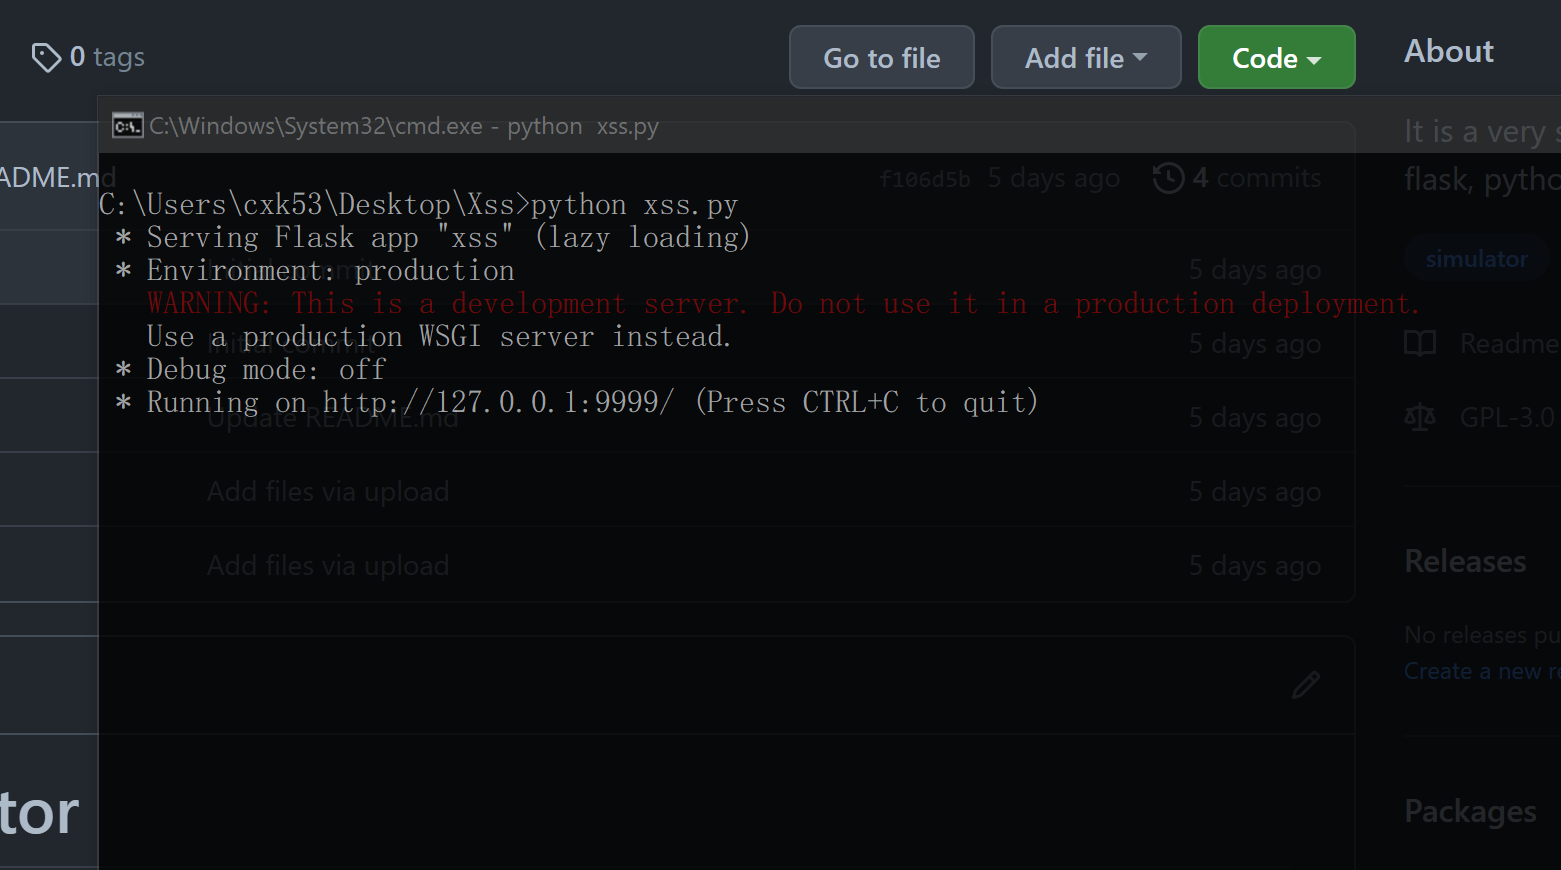 0 tags
Go to file
Add file
Code
About
C:\Windows\System32\cmd.exe - python  xss.py
It is a very
flask, pytho
ADME.md
f106d5b 5 days ago 4 commits
C:\Users\cxk53\Desktop\Xss>python xss.py
* Serving Flask app "xss" (lazy loading)
* Environment: production
WARNING: This is a development server. Do not use it in a production deployment.
Use a production WSGI server instead.
* Debug mode: off
* Running on http://127.0.0.1:9999/ (Press CTRL+C to quit)
Initial commit 5 days ago
Initial commit 5 days ago
Update README.md 5 days ago
Add files via upload 5 days ago
Add files via upload 5 days ago
simulator
Readme
GPL-3.0
Releases
No releases pu
Create a new re
Packages
tor